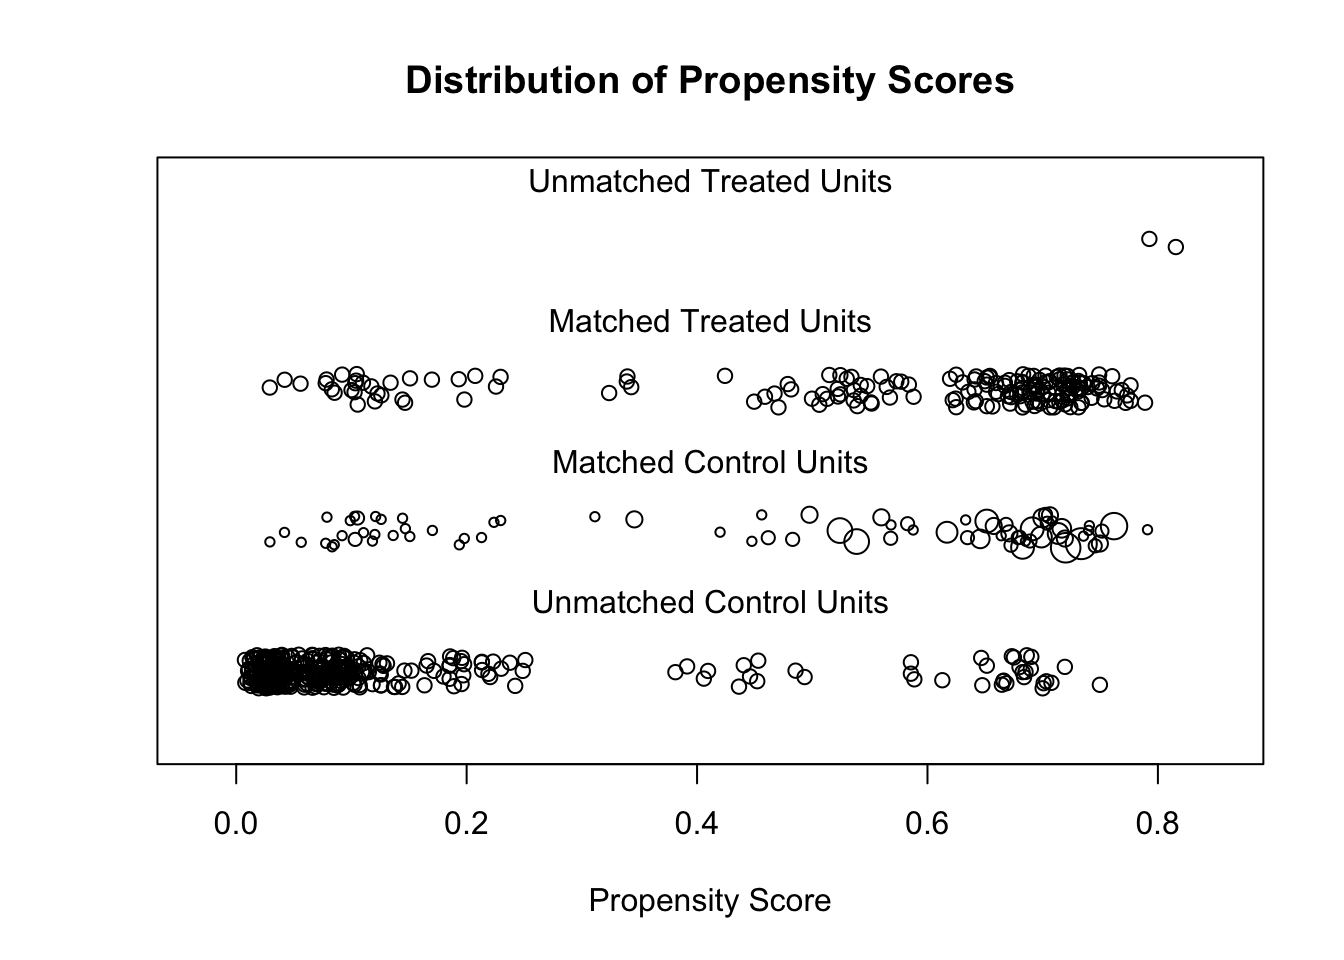 Distribution of Propensity Scores
Unmatched Treated Units
Matched Treated Units
Matched Control Units
Unmatched Control Units
0.0 0.2 0.4 0.6 0.8
Propensity Score